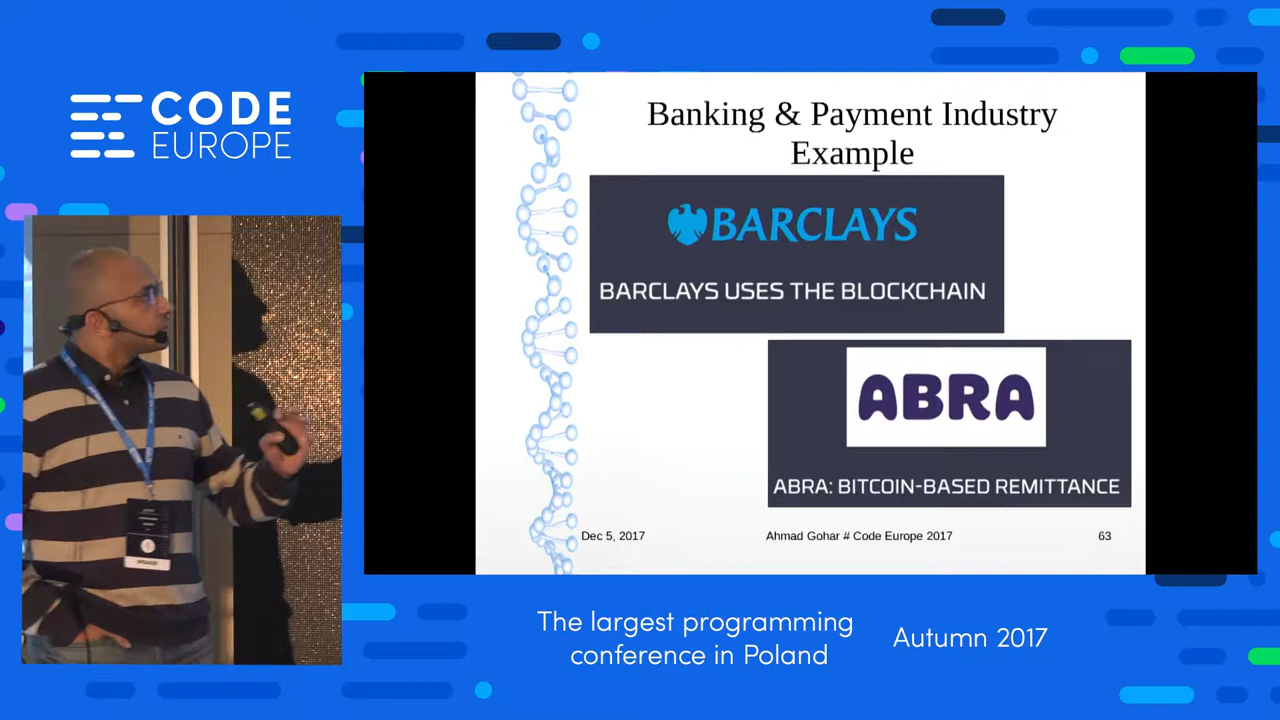 CODE
EUROPE
Banking & Payment Industry
Example
BARCLAYS
BARCLAYS USES THE BLOCKCHAIN
ABRA
ABRA: BITCOIN-BASED REMITTANCE
Dec 5, 2017
Ahmad Gohar # Code Europe 2017
63
The largest programming
conference in Poland
Autumn 2017